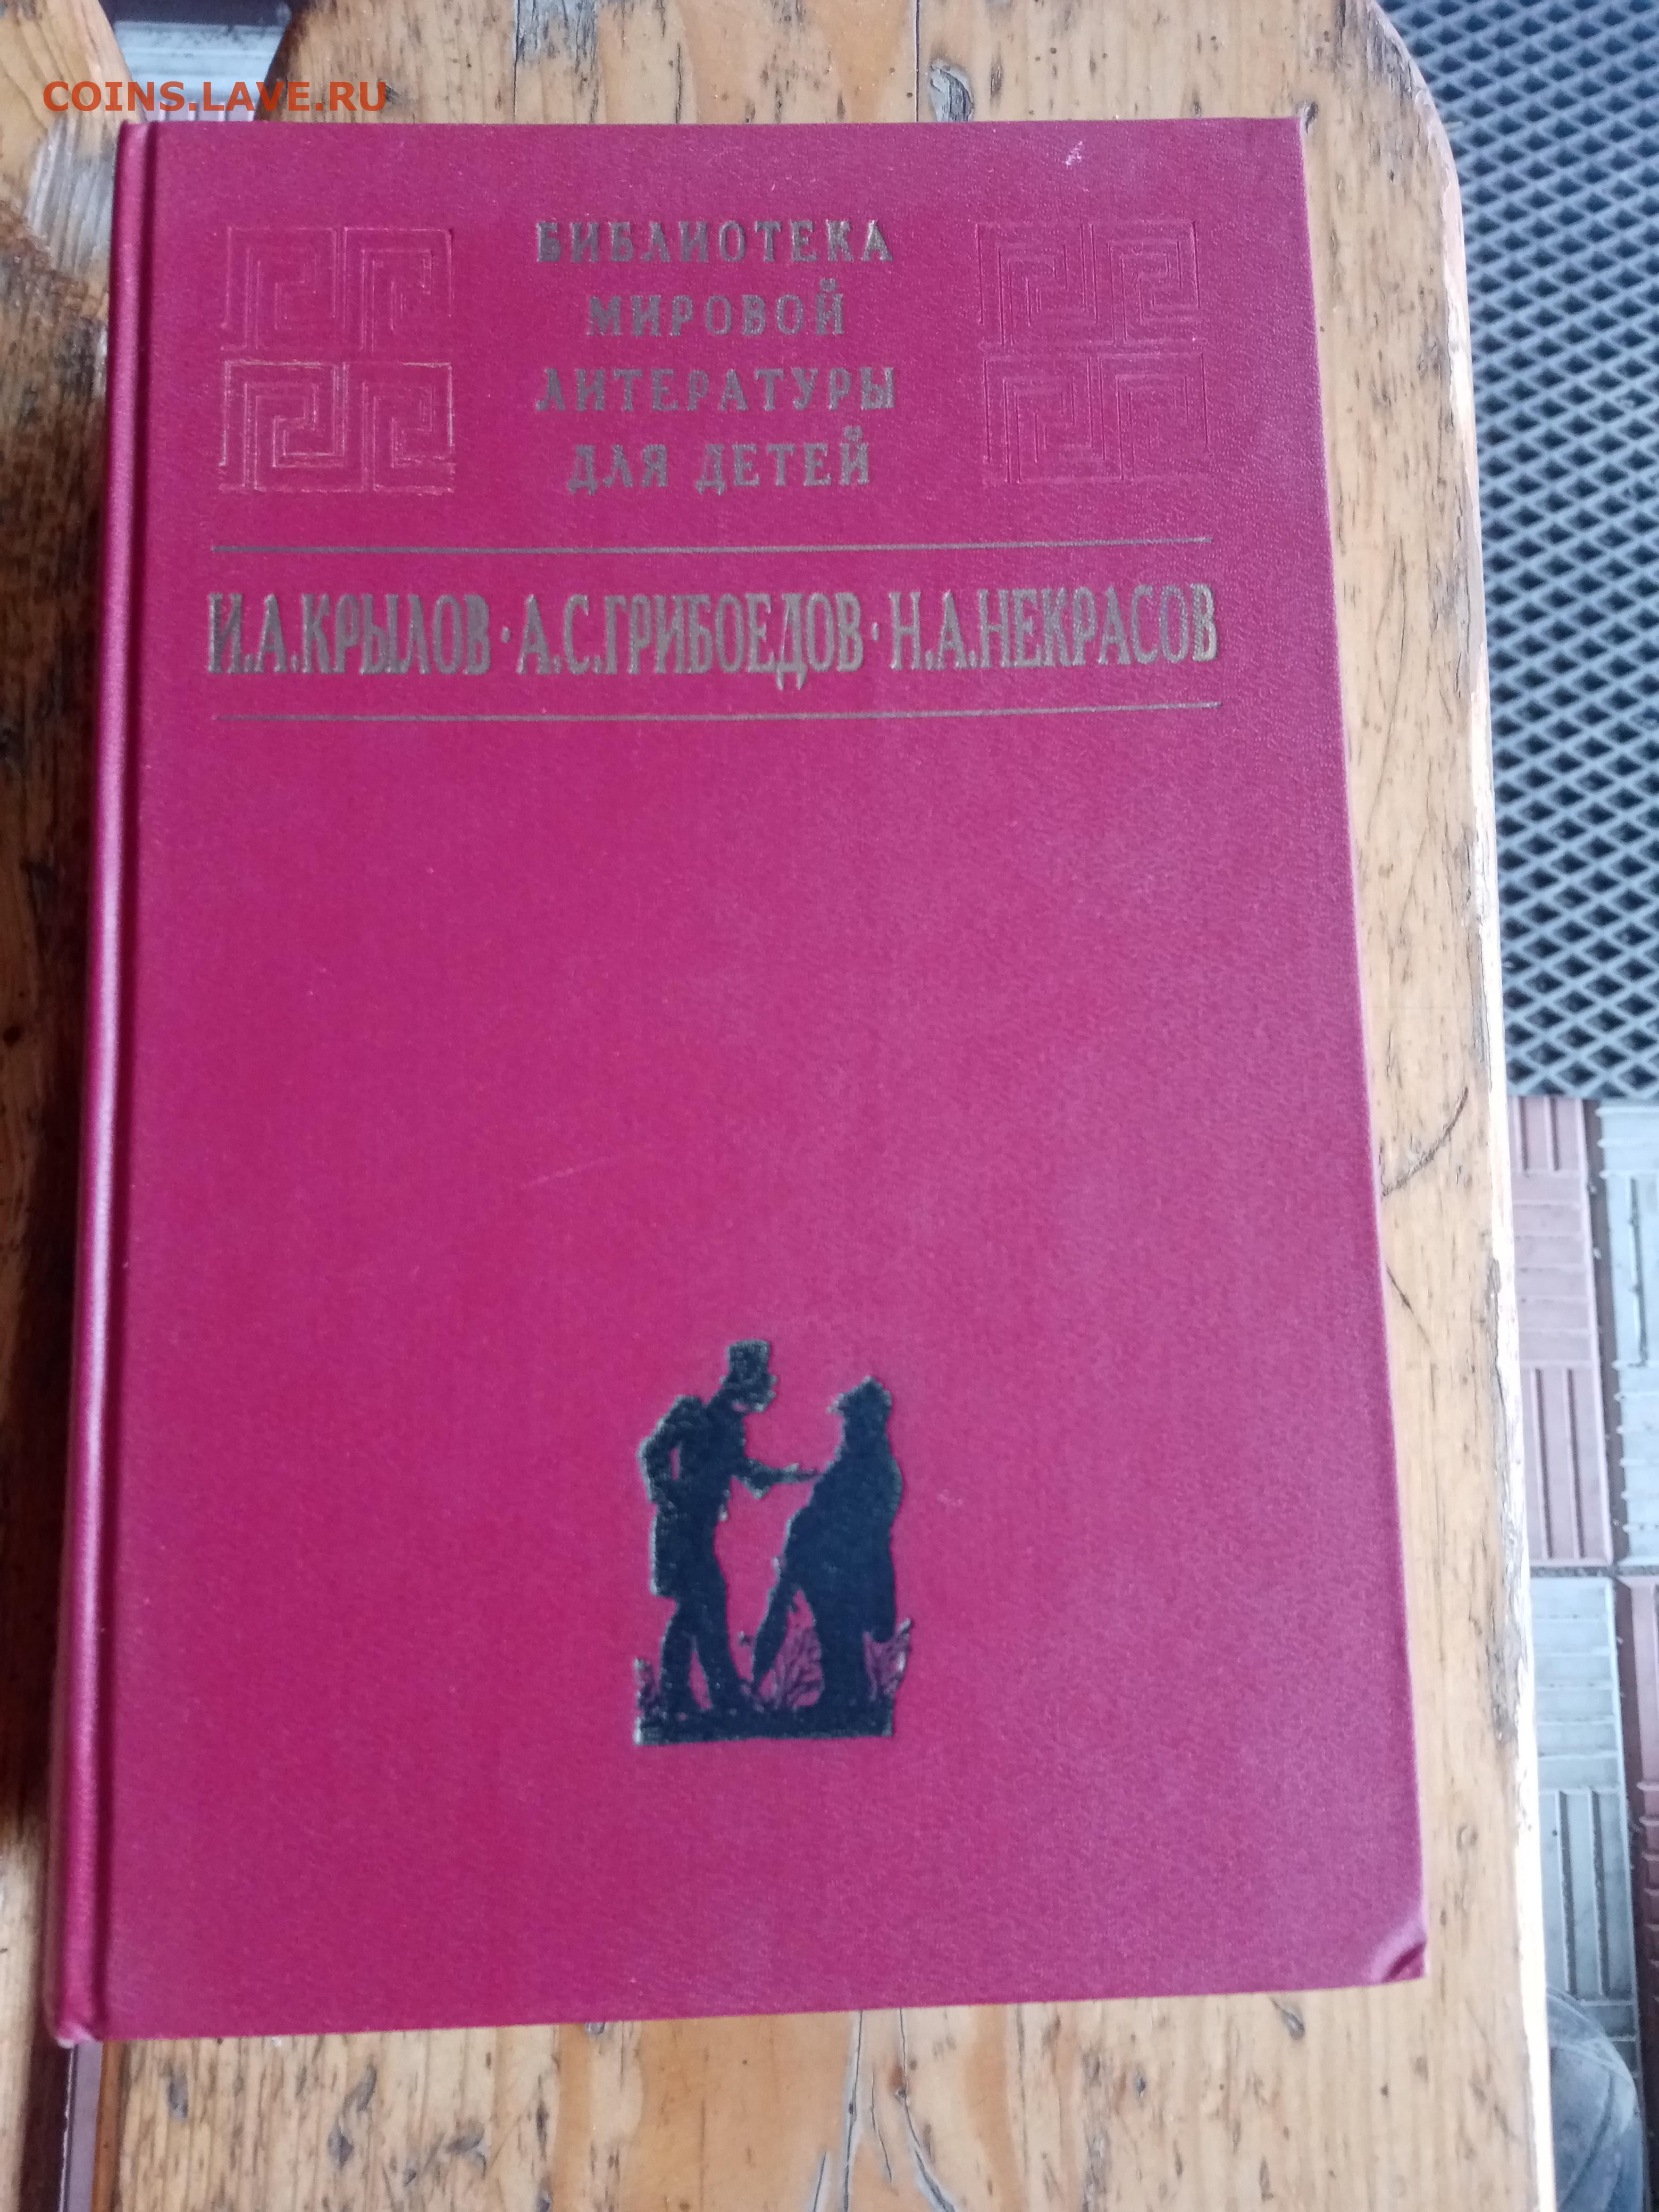 COINS.LAVE.RU
БИБЛИОТЕКА
МИРОВОЙ
ЛИТЕРАТУРЫ
ДЛЯ ДЕТЕЙ
И.А.КРЫЛОВ·А.С.ГРИБОЕДОВ·Н.А.НЕКРАСОВ